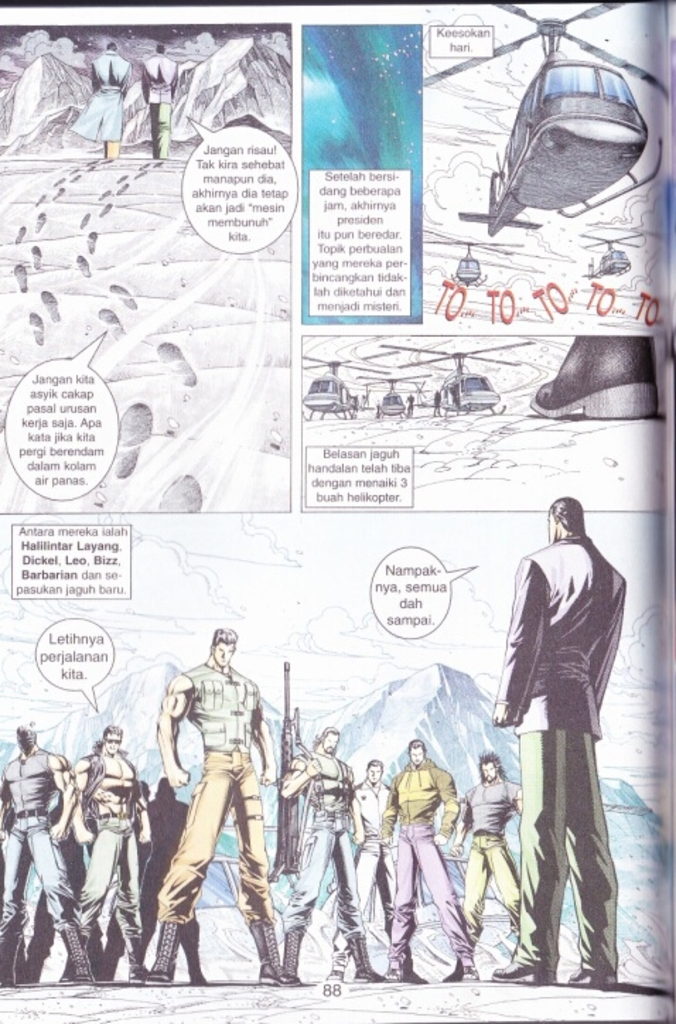 Jangan risau!
Tak kira sehebat
manapun dia,
akhirnya dia tetap
akan jadi "mesin
membunuh"
kita.
Jangan kita
asyik cakap
pasal urusan
kerja saja. Apa
kata jika kita
pergi berendam
dalam kolam
air panas.
Setelah bersi-
dang beberapa
jam, akhirnya
presiden
itu pun beredar.
Topik perbualan
yang mereka per-
bincangkan tidak-
lah diketahui dan
menjadi misteri.
Keesokan
hari.
TO... TO... TO... TO... TO
Belasan jaguh
handalan telah tiba
dengan menaiki 3
buah helikopter.
Antara mereka ialah
Halilintar Layang,
Dickel, Leo, Bizz,
Barbarian dan se-
pasukan jaguh baru.
Letihnya
perjalanan
kita.
Nampak-
nya, semua
dah
sampai.
88